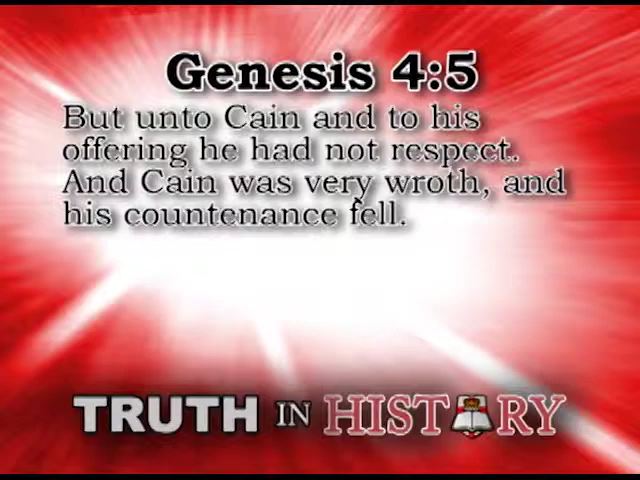 Genesis 4:5
But unto Cain and to his
offering he had not respect.
And Cain was very wroth, and
his countenance fell.
TRUTH IN HISTORY